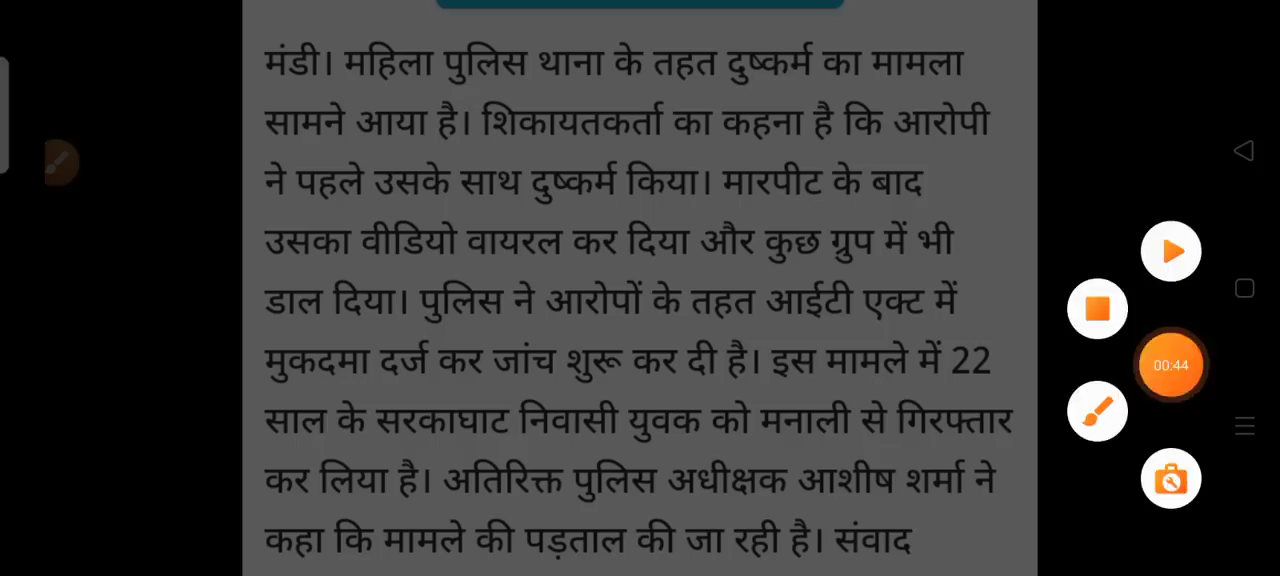 मंडी। महिला पुलिस थाना के तहत दुष्कर्म का मामला
सामने आया है। शिकायतकर्ता का कहना है कि आरोपी
ने पहले उसके साथ दुष्कर्म किया। मारपीट के बाद
उसका वीडियो वायरल कर दिया और कुछ ग्रुप में भी
डाल दिया। पुलिस ने आरोपों के तहत आईटी एक्ट में
मुकदमा दर्ज कर जांच शुरू कर दी है। इस मामले में 22
साल के सरकाघाट निवासी युवक को मनाली से गिरफ्तार
कर लिया है। अतिरिक्त पुलिस अधीक्षक आशीष शर्मा ने
कहा कि मामले की पड़ताल की जा रही है। संवाद
00:44